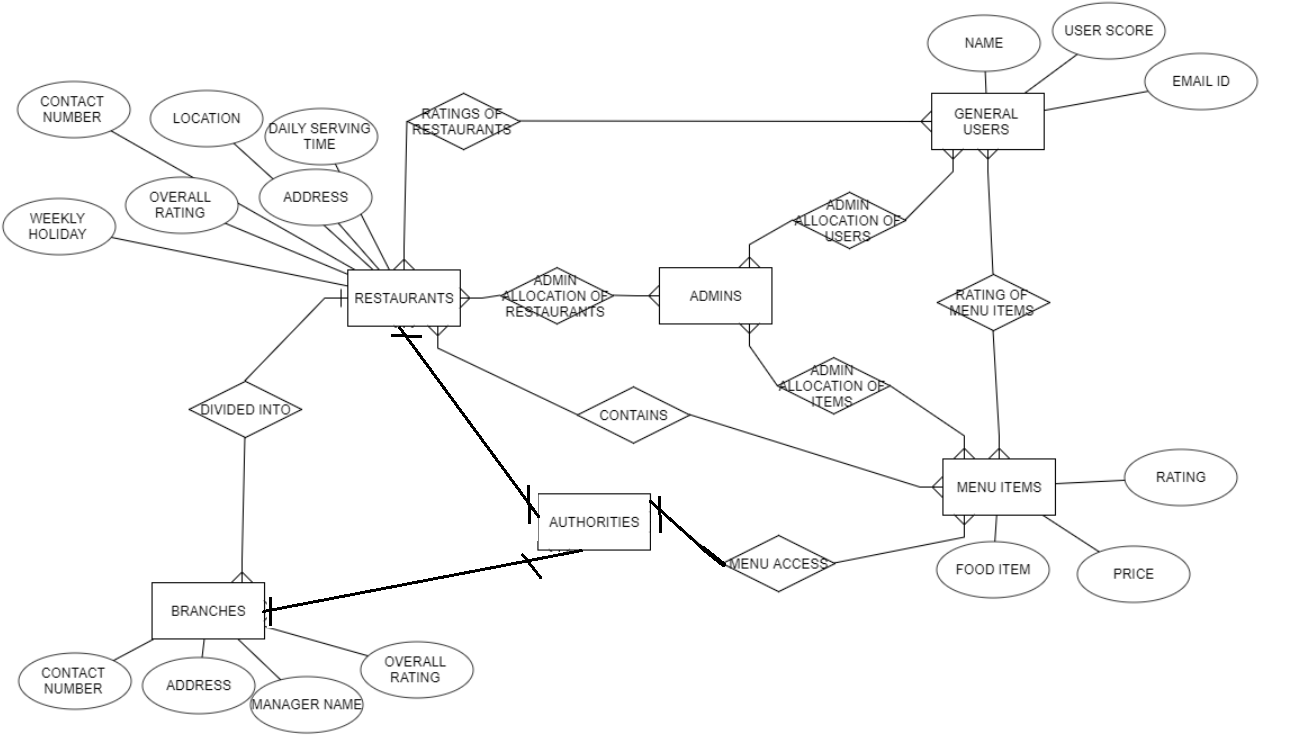 USER SCORE
NAME
EMAIL ID
CONTACT
NUMBER
LOCATION
DAILY SERVING
TIME
RATINGS OF
RESTAURANTS
GENERAL
USERS
OVERALL
RATING
ADDRESS
WEEKLY
HOLIDAY
ADMIN
ALLOCATION OF
USERS
RESTAURANTS
ADMIN
ALLOCATION OF
RESTAURANTS
ADMINS
RATING OF
MENU ITEMS
DIVIDED INTO
CONTAINS
ADMIN
ALLOCATION OF
ITEMS
MENU ITEMS
RATING
AUTHORITIES
MENU ACCESS
FOOD ITEM
PRICE
BRANCHES
CONTACT
NUMBER
ADDRESS
MANAGER NAME
OVERALL
RATING